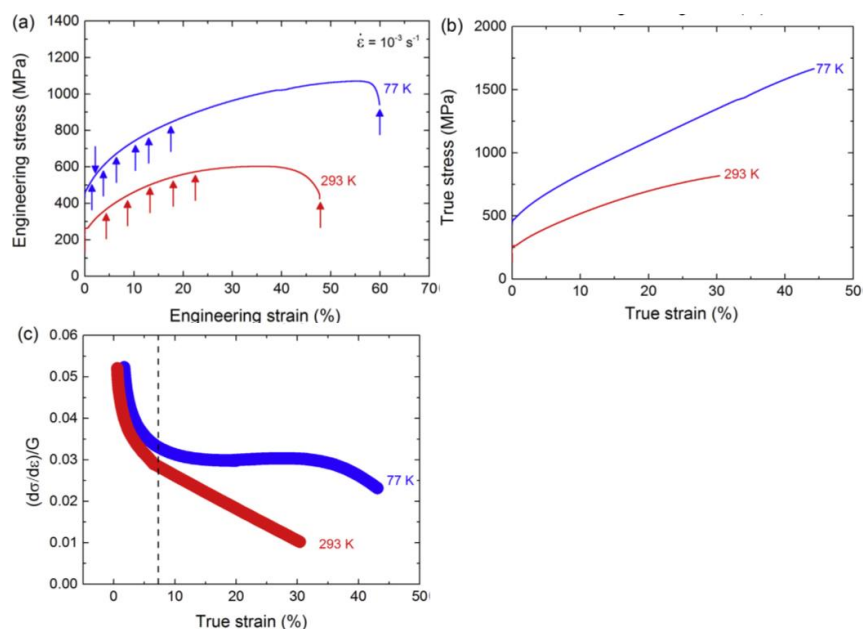 (a)
ε̇ = 10⁻³ s⁻¹
Engineering stress (MPa)
1400
1200
1000
800
600
400
200
0
77 K
293 K
0 10 20 30 40 50 60 70
Engineering strain (%)
(b)
True stress (MPa)
2000
1500
1000
500
0
77 K
293 K
0 10 20 30 40 50
True strain (%)
(c)
(dσ/dε)/G
0.06
0.05
0.04
0.03
0.02
0.01
0.00
77 K
293 K
0 10 20 30 40 50
True strain (%)